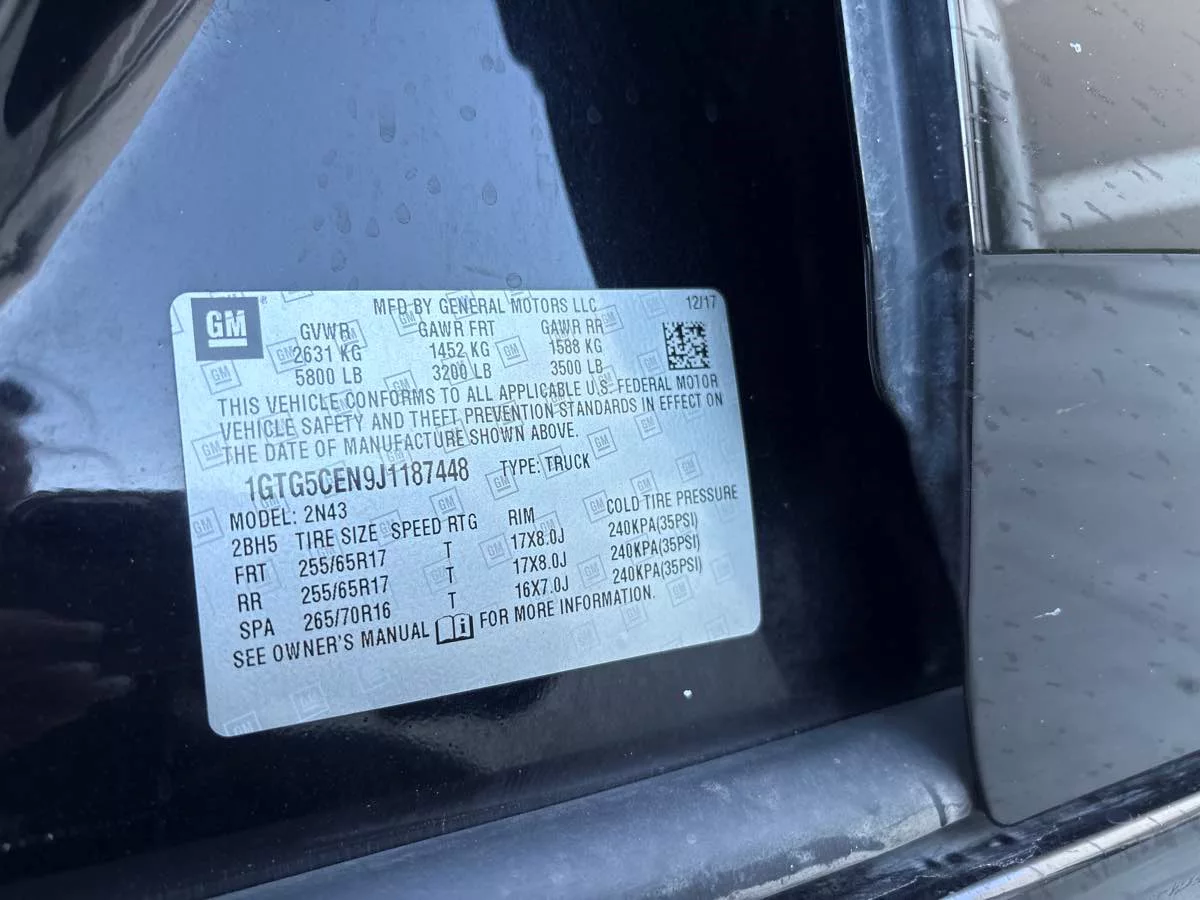 GM
MFD BY GENERAL MOTORS LLC 12/17
GVWR GAWR FRT GAWR RR
2631 KG 1452 KG 1588 KG
5800 LB 3200 LB 3500 LB
THIS VEHICLE CONFORMS TO ALL APPLICABLE U.S. FEDERAL MOTOR
VEHICLE SAFETY AND THEFT PREVENTION STANDARDS IN EFFECT ON
THE DATE OF MANUFACTURE SHOWN ABOVE.
1GTG5CEN9J1187448 TYPE: TRUCK
MODEL: 2N43
2BH5 TIRE SIZE SPEED RTG RIM COLD TIRE PRESSURE
FRT 255/65R17 T 17X8.0J 240KPA(35PSI)
RR 255/65R17 T 17X8.0J 240KPA(35PSI)
SPA 265/70R16 T 16X7.0J 240KPA(35PSI)
SEE OWNER'S MANUAL FOR MORE INFORMATION.